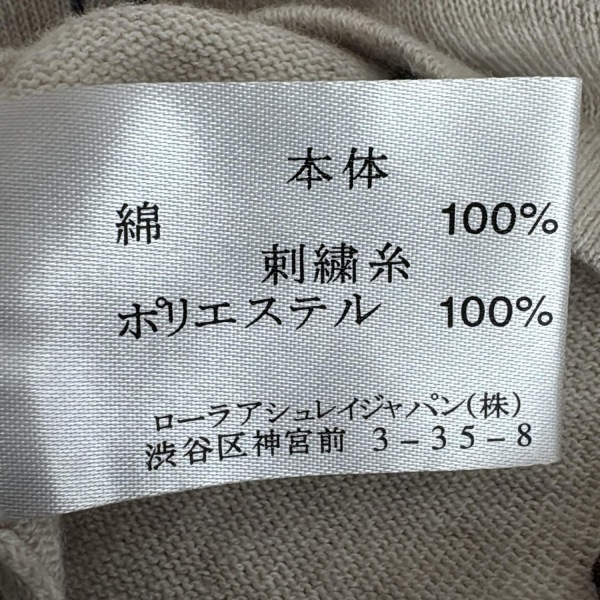 本体
綿 100%
刺繍糸
ポリエステル 100%
ローラアシュレイジャパン(株)
渋谷区神宮前 3-35-8